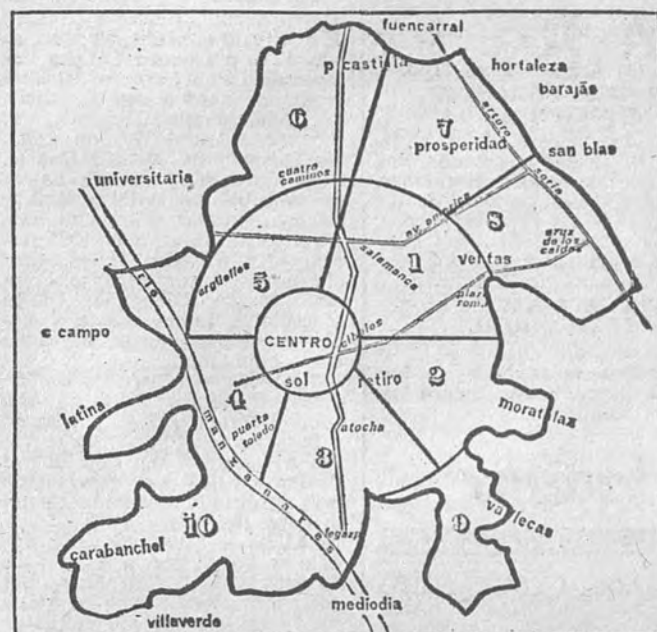 fuencarral
p. castilla
hortaleza
barajas
6
7
arturo
prosperidad
san blas
universitaria
cuatro
caminos
soria
av. america
8
cruz
de los
caidos
1
salamanca
ventas
arguelles
5
rio
c campo
CENTRO
cibeles
sol
retiro
2
4
latina
moratalaz
puerta
toledo
atocha
3
manzanares
vallecas
10
9
legazpi
carabanchel
mediodia
villaverde